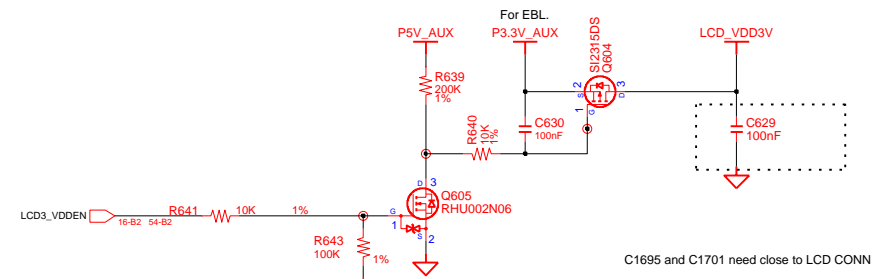 For EBL.
P5V_AUX
P3.3V_AUX
LCD_VDD3V
SI2315DS
Q604
2
S
3
D
1
G
R639
200K
1%
R640
10K
1%
C630
100nF
C629
100nF
D
3
Q605
RHU002N06
G
1
S
2
LCD3_VDDEN
16-B2 54-B2
R641
10K
1%
R643
100K
1%
C1695 and C1701 need close to LCD CONN